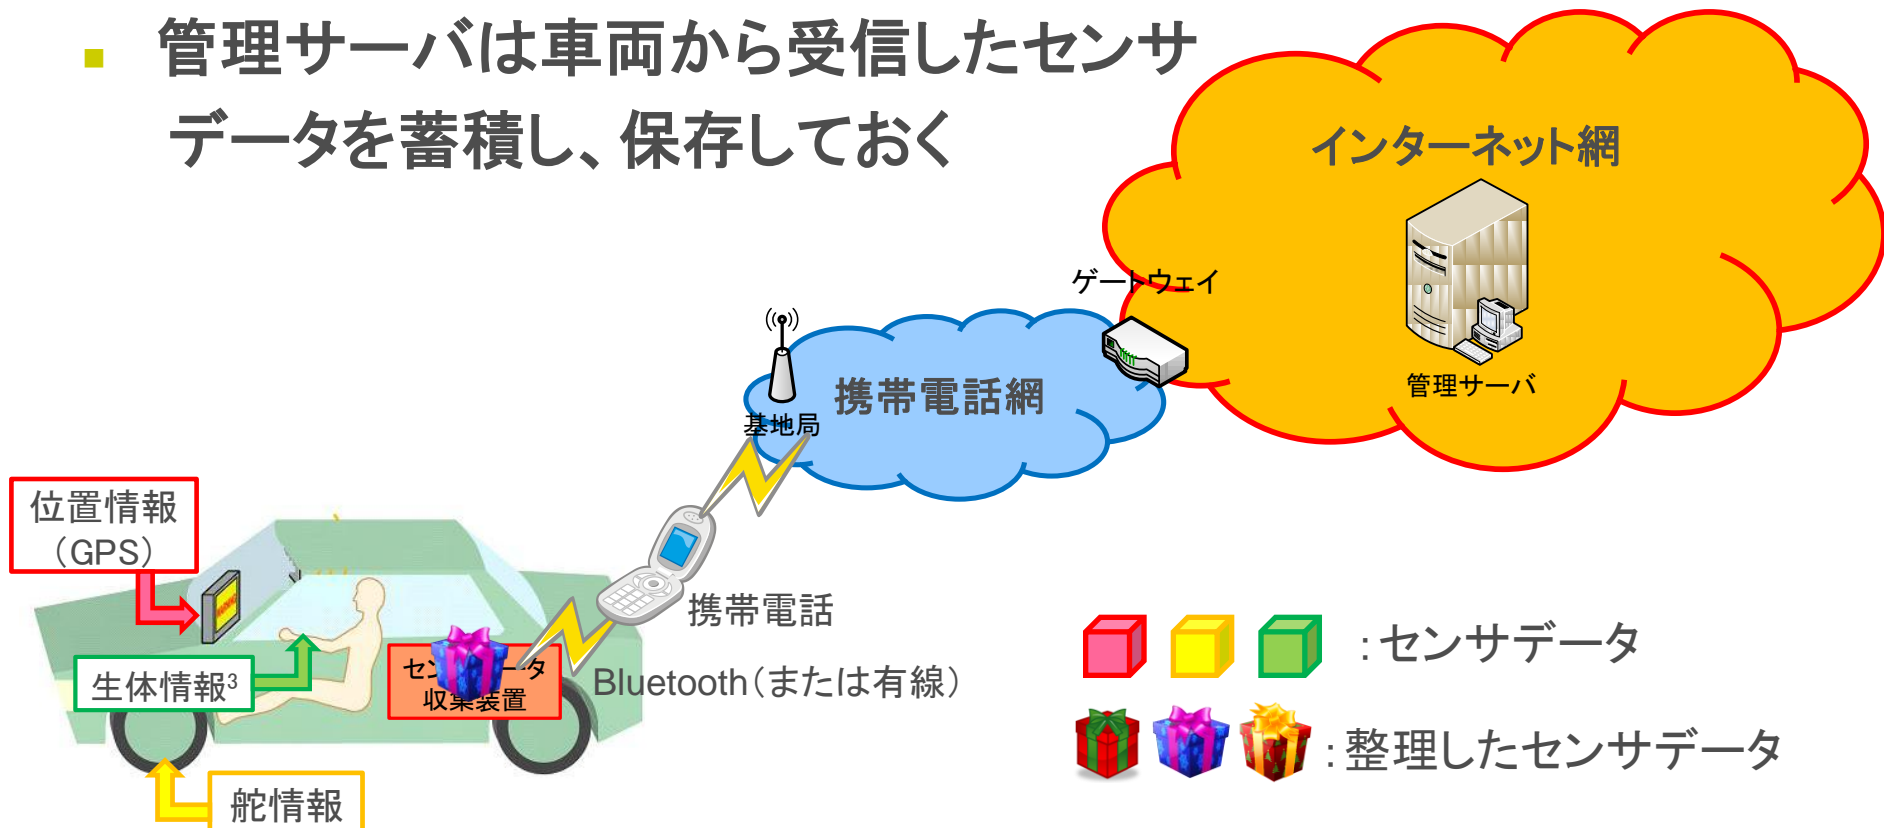 管理サーバは車両から受信したセンサ
データを蓄積し、保存しておく
インターネット網
ゲートウェイ
管理サーバ
携帯電話網
基地局
位置情報
（GPS）
携帯電話
生体情報3
収集装置
Bluetooth（または有線）
舵情報
：センサデータ
：整理したセンサデータ